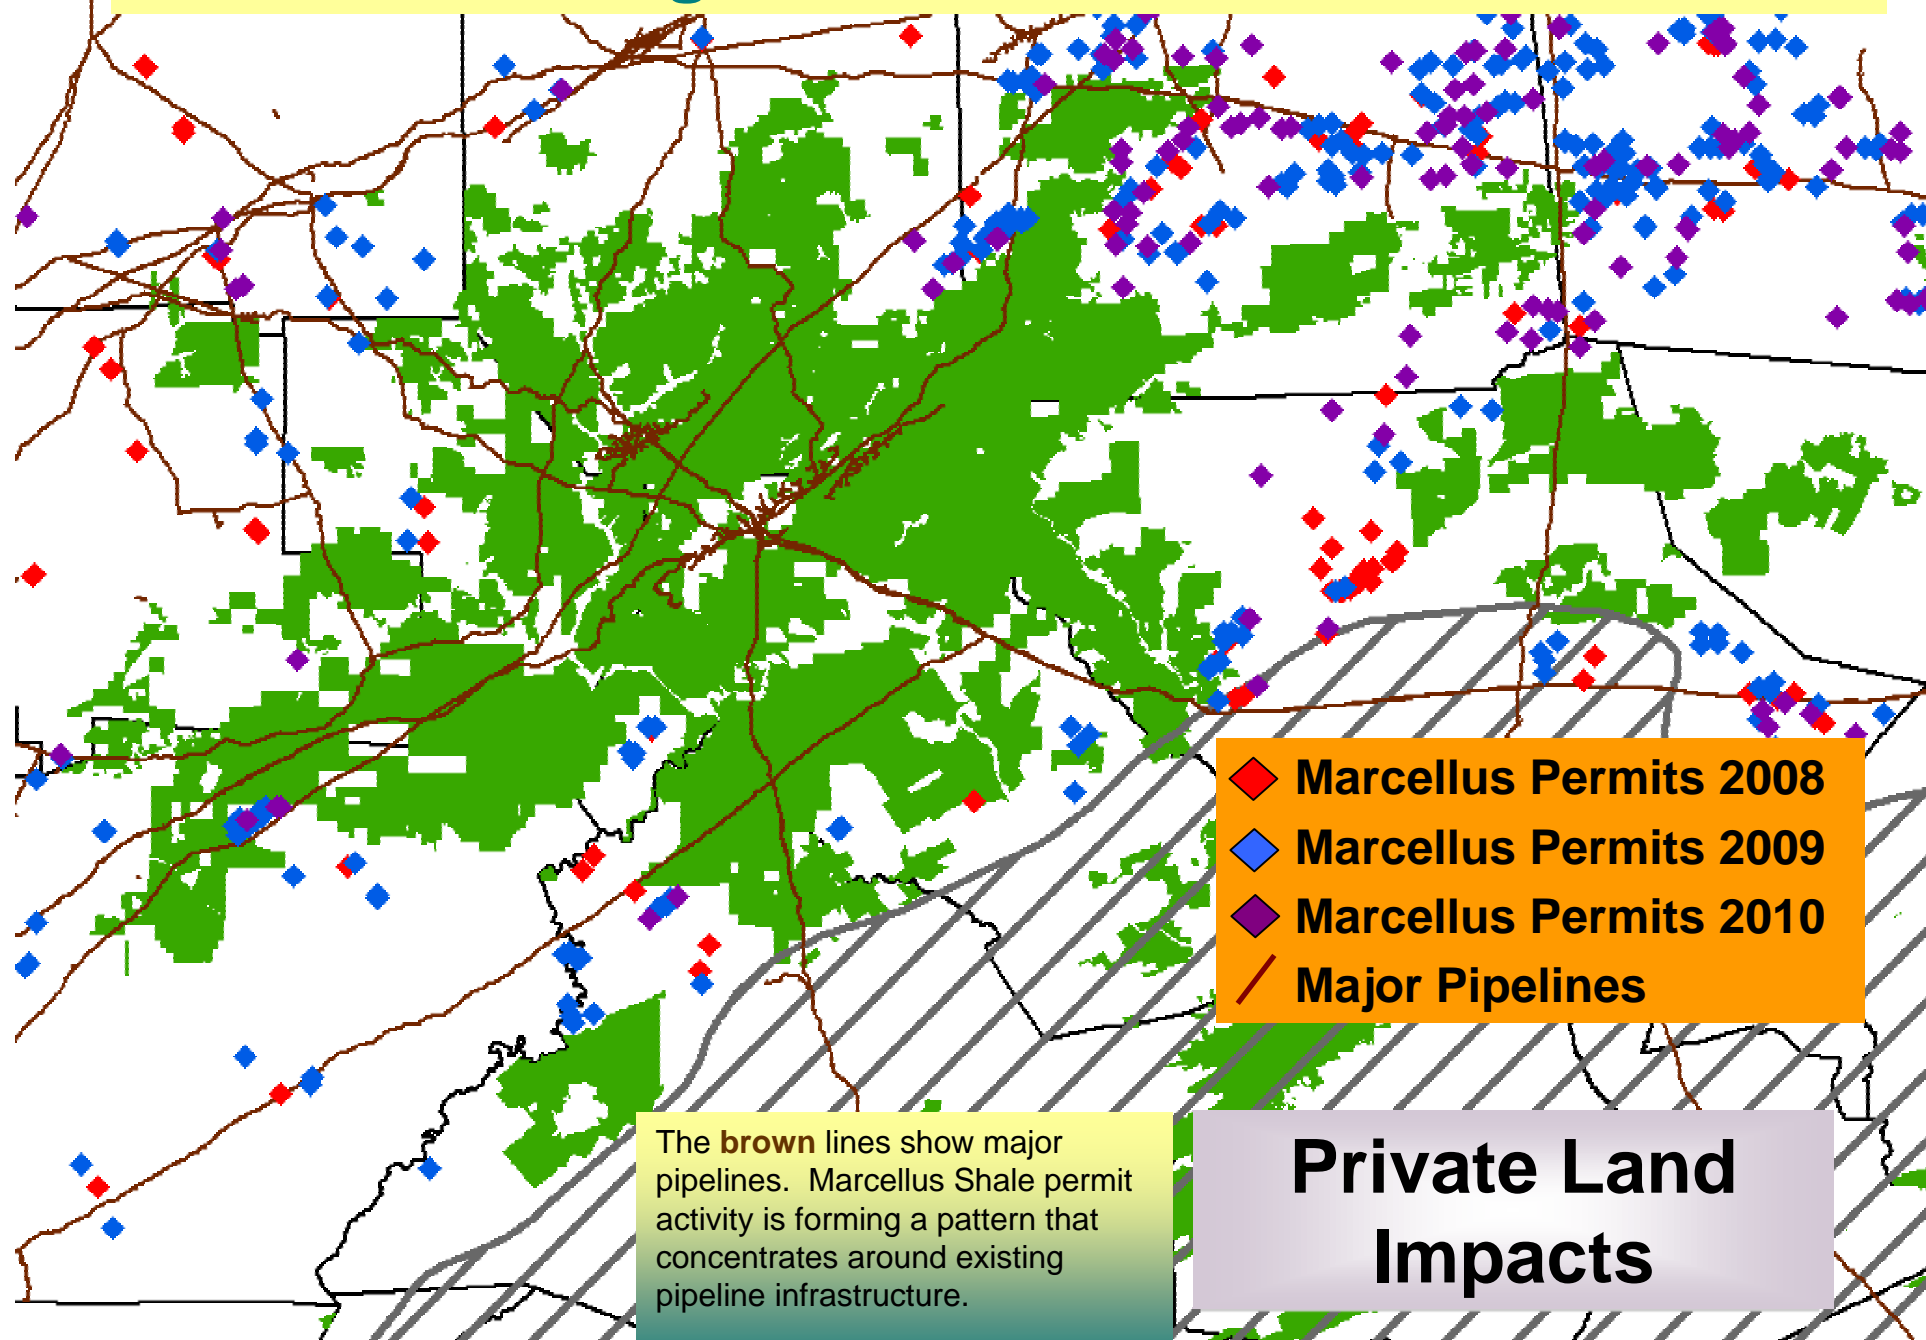 Marcellus Permits 2008
Marcellus Permits 2009
Marcellus Permits 2010
Major Pipelines
The brown lines show major
pipelines. Marcellus Shale permit
activity is forming a pattern that
concentrates around existing
pipeline infrastructure.
Private Land
Impacts